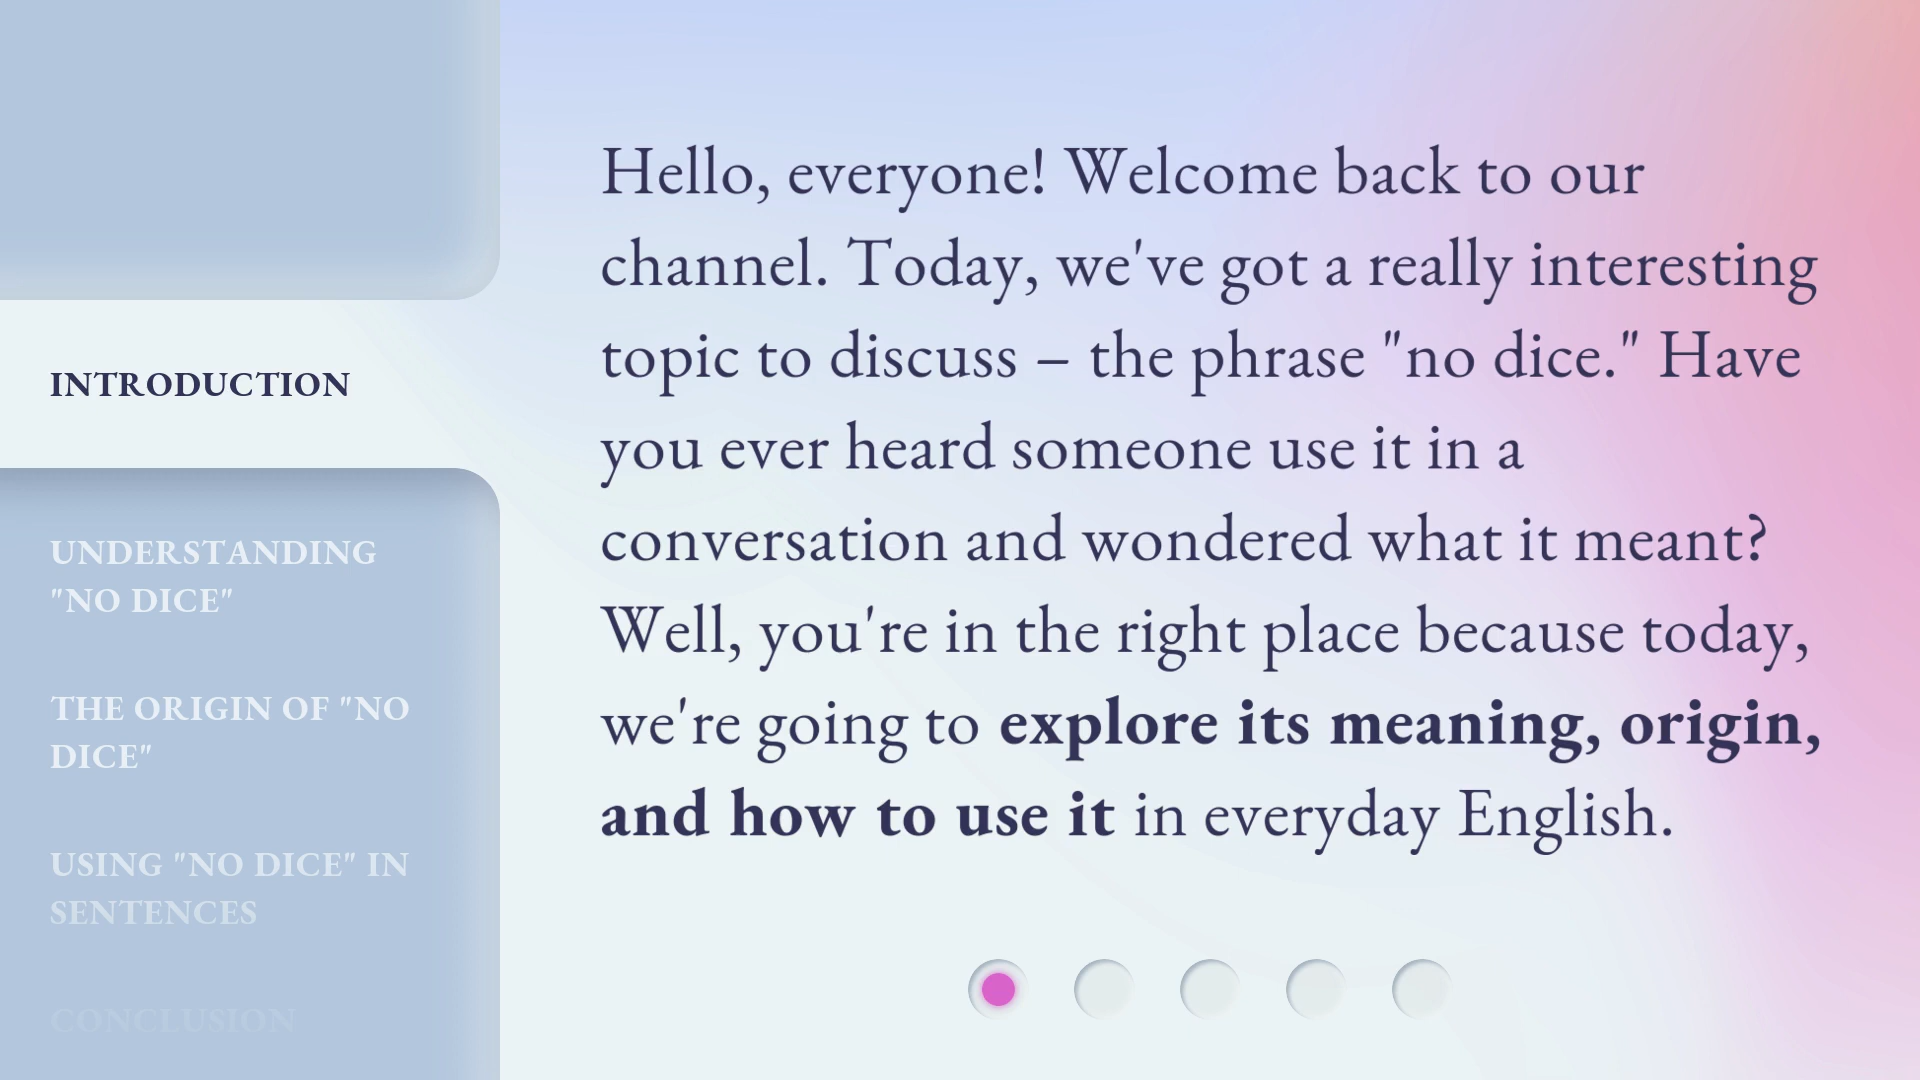 INTRODUCTION
UNDERSTANDING
"NO DICE"
THE ORIGIN OF "NO
DICE"
USING "NO DICE" IN
SENTENCES
CONCLUSION
Hello, everyone! Welcome back to our
channel. Today, we've got a really interesting
topic to discuss – the phrase "no dice." Have
you ever heard someone use it in a
conversation and wondered what it meant?
Well, you're in the right place because today,
we're going to explore its meaning, origin,
and how to use it in everyday English.